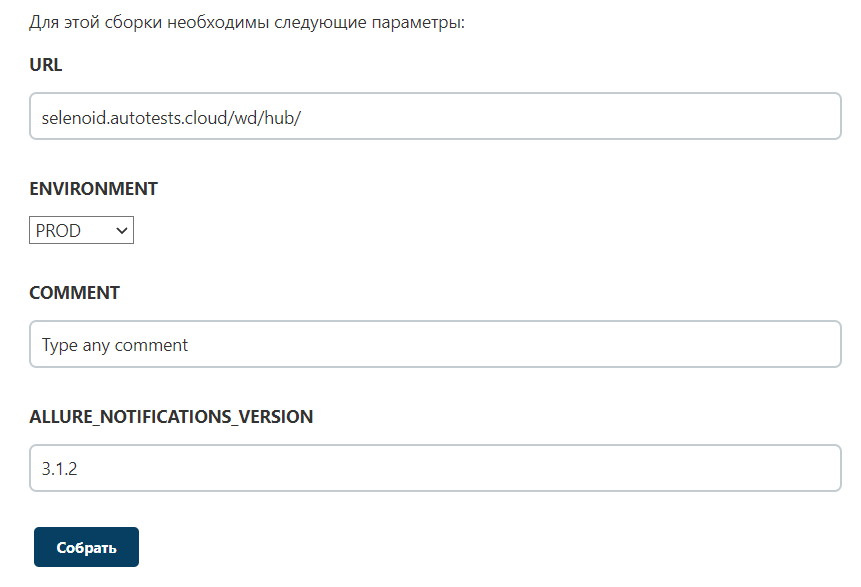 Для этой сборки необходимы следующие параметры:
URL
selenoid.autotests.cloud/wd/hub/
ENVIRONMENT
PROD
COMMENT
Type any comment
ALLURE_NOTIFICATIONS_VERSION
3.1.2
Собрать